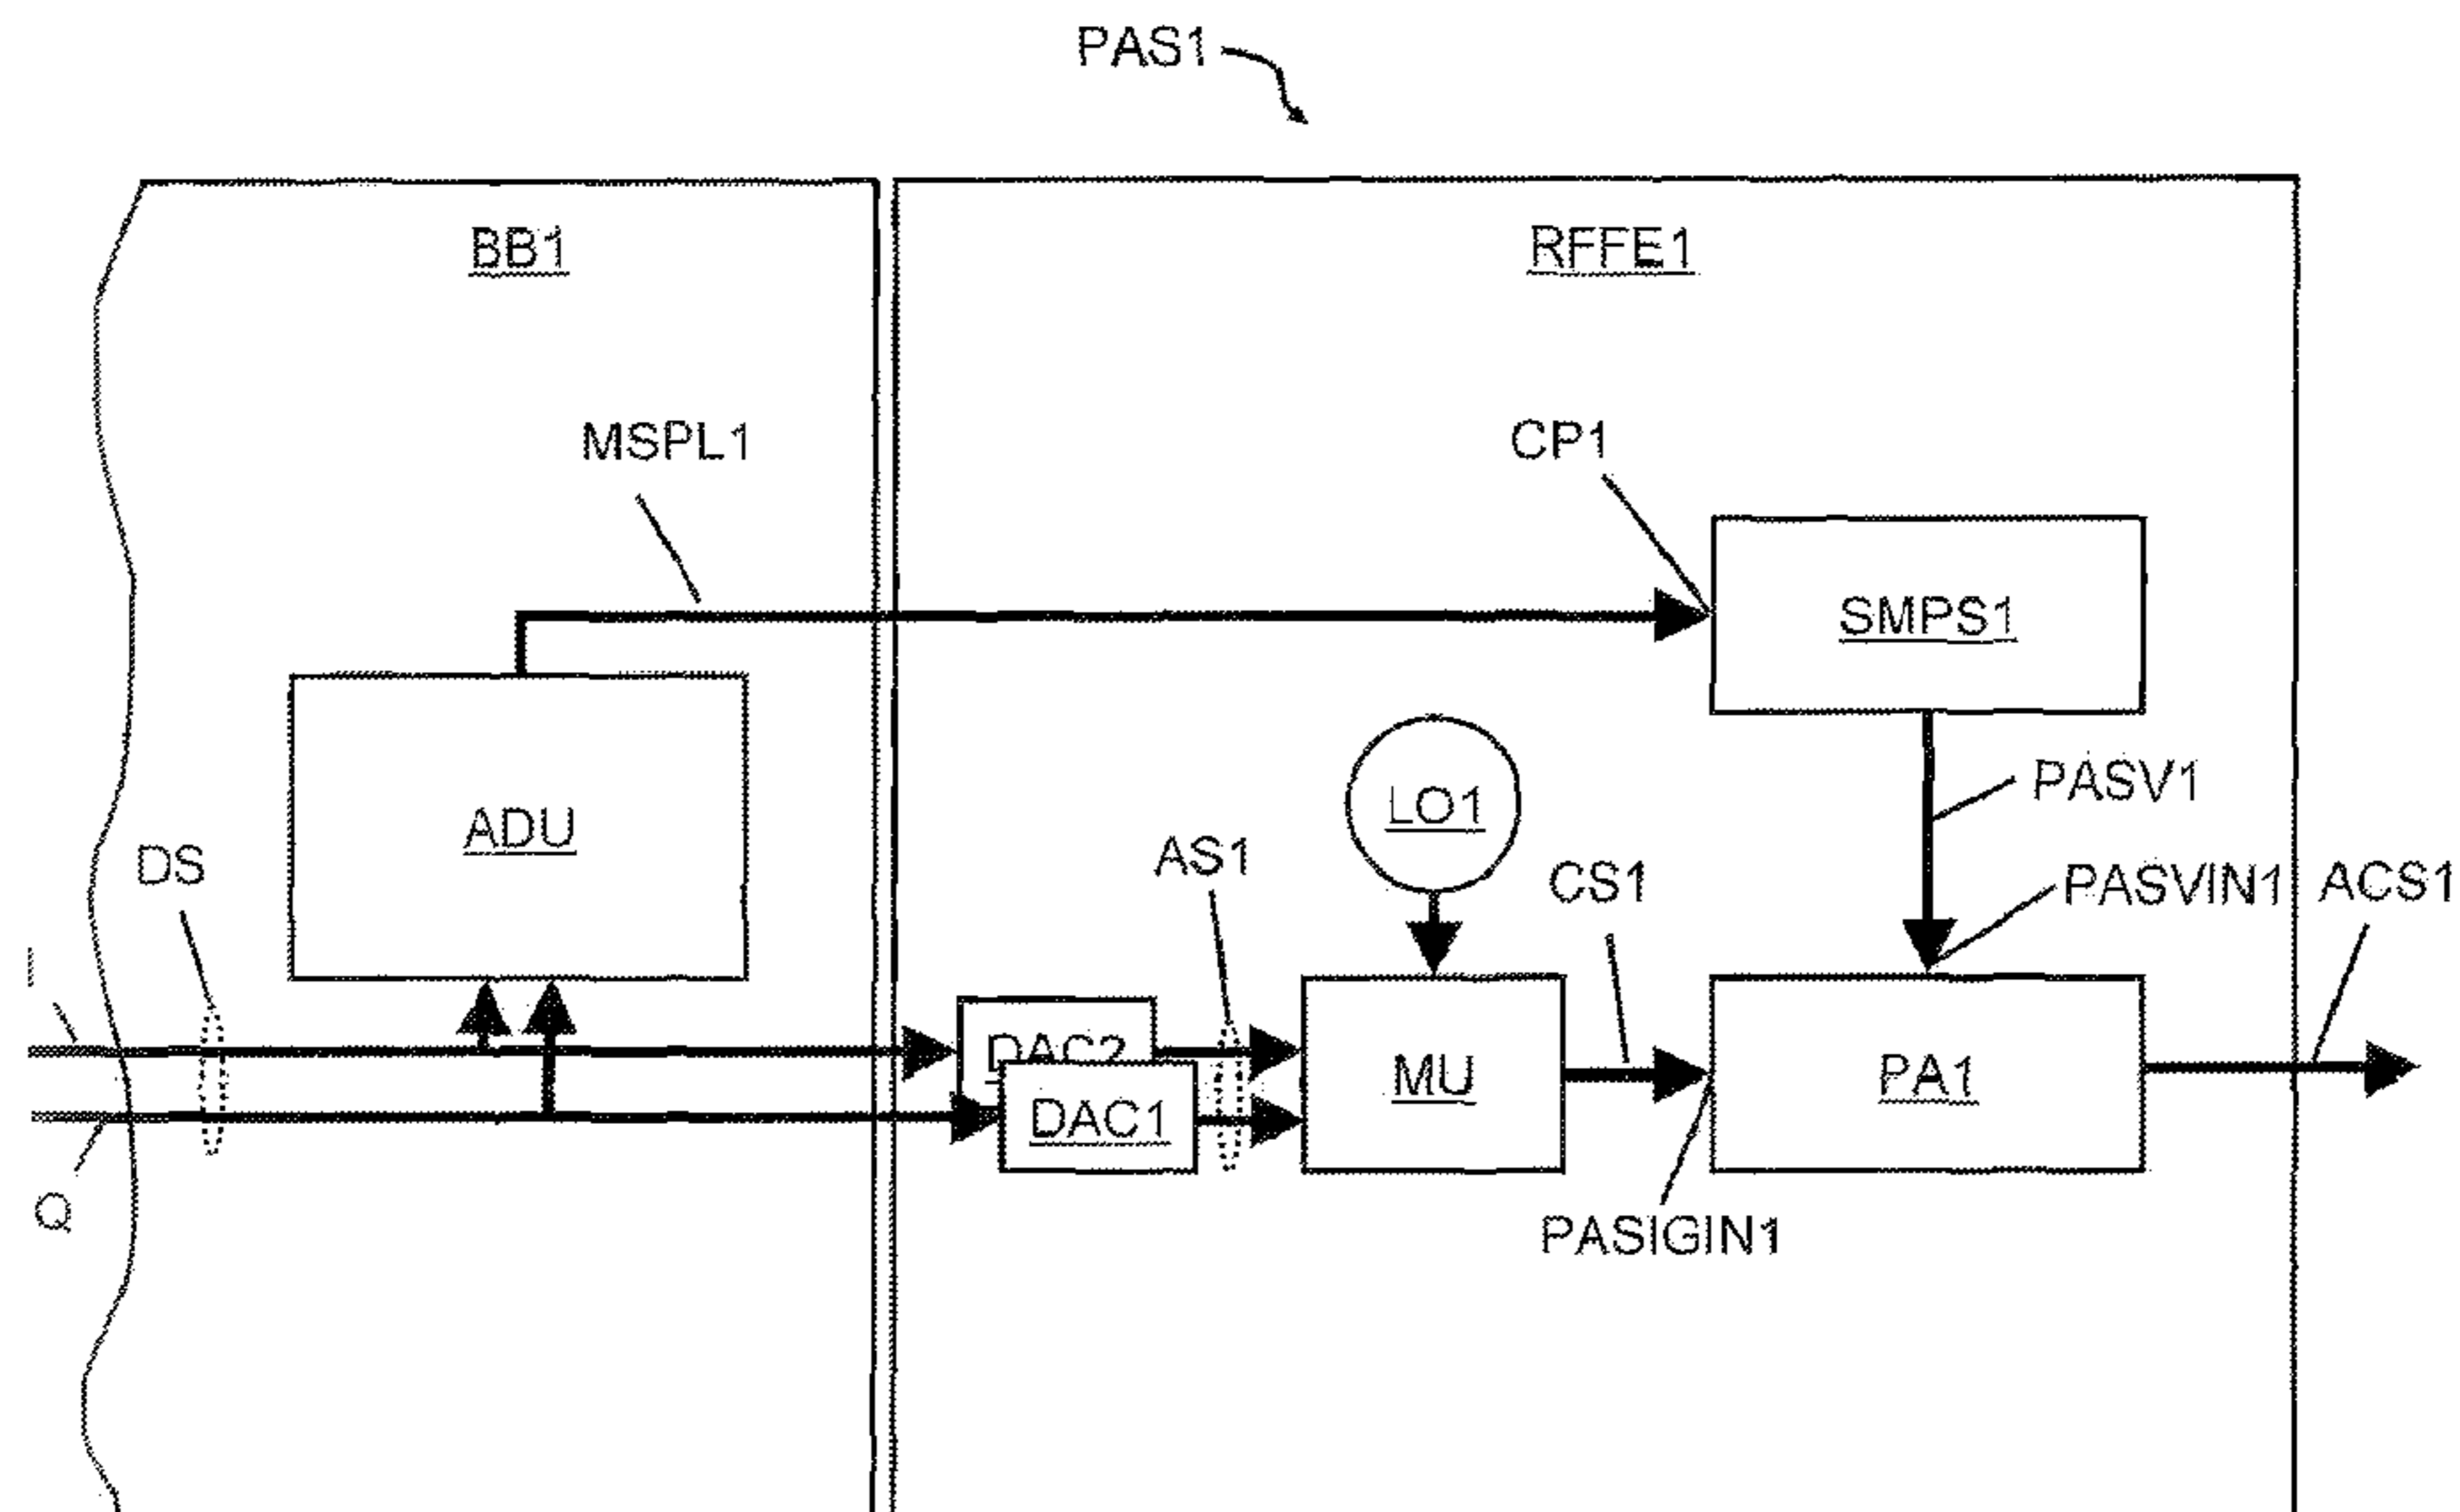 PAS1
BB1
RFFE1
MSPL1
CP1
SMPS1
PASV1
LO1
ADU
DS
AS1
CS1
PASVIN1
ACS1
I
DAC2
MU
PA1
DAC1
Q
PASIGIN1